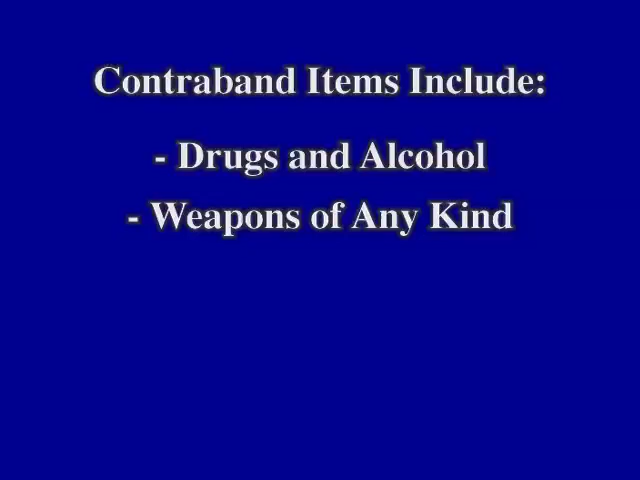 Contraband Items Include:
- Drugs and Alcohol
- Weapons of Any Kind